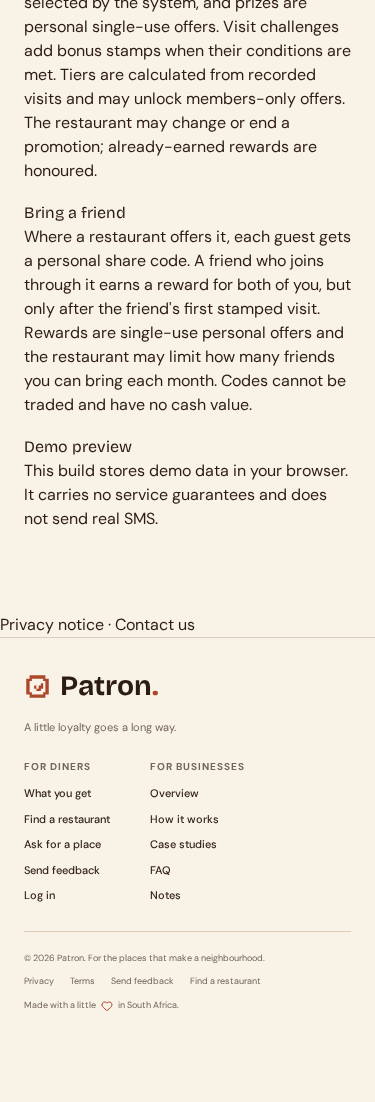 selected by the system, and prizes are
personal single-use offers. Visit challenges
add bonus stamps when their conditions are
met. Tiers are calculated from recorded
visits and may unlock members-only offers.
The restaurant may change or end a
promotion; already-earned rewards are
honoured.
Bring a friend
Where a restaurant offers it, each guest gets
a personal share code. A friend who joins
through it earns a reward for both of you, but
only after the friend's first stamped visit.
Rewards are single-use personal offers and
the restaurant may limit how many friends
you can bring each month. Codes cannot be
traded and have no cash value.
Demo preview
This build stores demo data in your browser.
It carries no service guarantees and does
not send real SMS.
Privacy notice · Contact us
Patron.
A little loyalty goes a long way.
FOR DINERS
What you get
Find a restaurant
Ask for a place
Send feedback
Log in
FOR BUSINESSES
Overview
How it works
Case studies
FAQ
Notes
© 2026 Patron. For the places that make a neighbourhood.
Privacy Terms Send feedback Find a restaurant
Made with a little in South Africa.